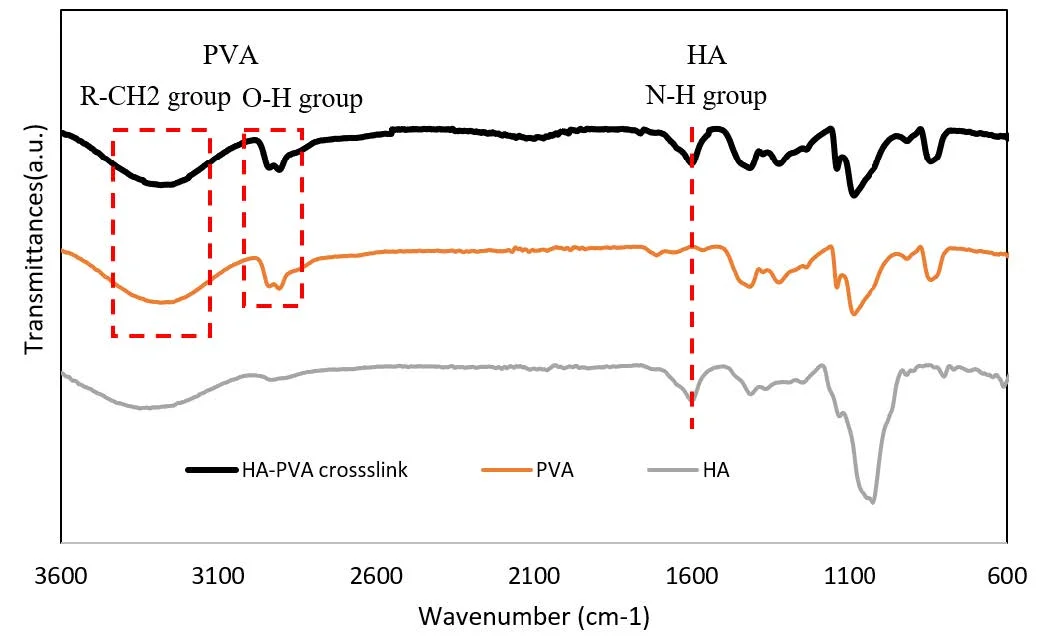 PVA
HA
R-CH2 group
O-H group
N-H group
Transmittances(a.u.)
HA-PVA crossslink
PVA
HA
3600
3100
2600
2100
1600
1100
600
Wavenumber (cm-1)